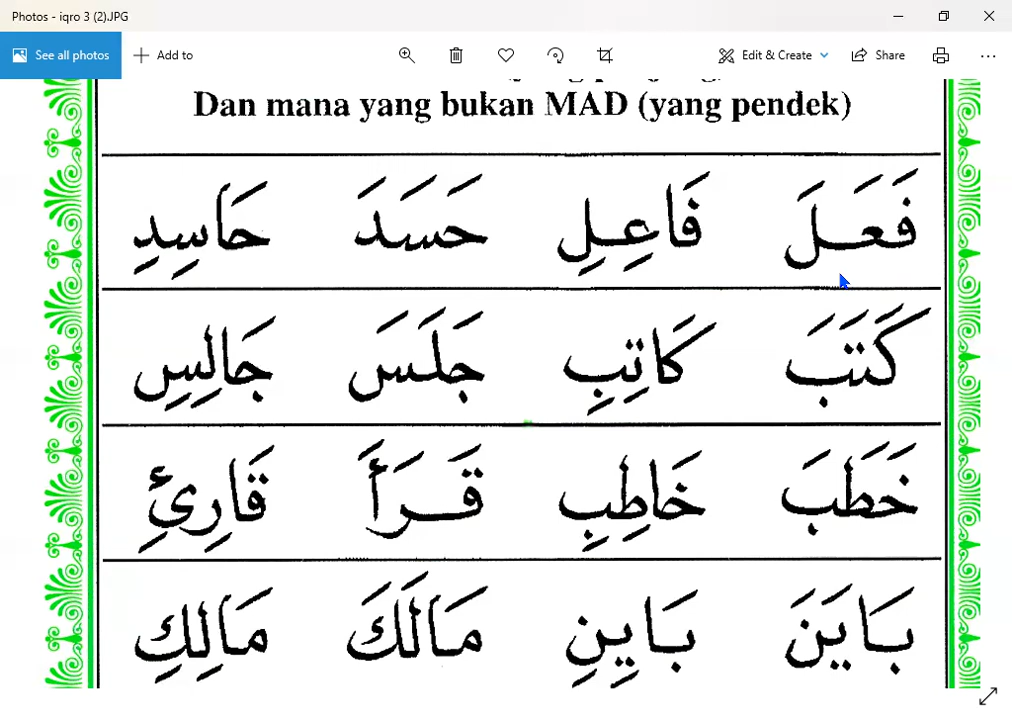 Photos - iqro 3 (2).JPG
See all photos
Add to
Edit & Create
Share
Dan mana yang bukan MAD (yang pendek)
فَعَلَ فَاعِلِ حَسَدَ حَاسِدِ
كَتَبَ كَاتِبِ جَلَسَ جَالِسِ
خَطَبَ خَاطِبِ قَرَأَ قَارِئِ
بَايَنَ بَايِنِ مَالَكَ مَالِكِ